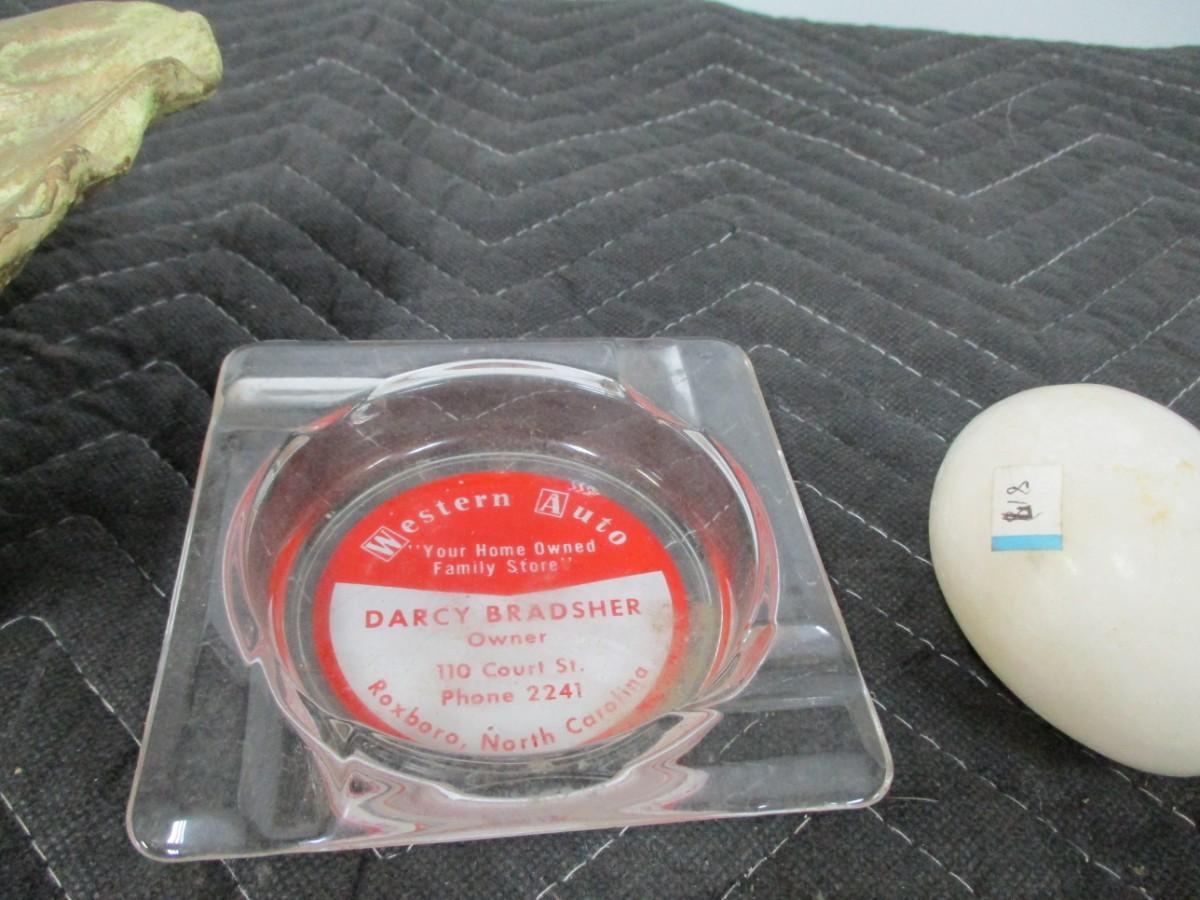 Western Auto
"Your Home Owned
Family Store"
DARCY BRADSHER
Owner
110 Court St.
Phone 2241
Roxboro, North Carolina